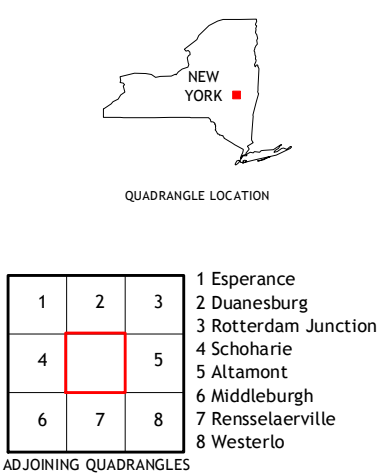 NEW
YORK
QUADRANGLE LOCATION
1 2 3
4 5
6 7 8
1 Esperance
2 Duanesburg
3 Rotterdam Junction
4 Schoharie
5 Altamont
6 Middleburgh
7 Rensselaerville
8 Westerlo
ADJOINING QUADRANGLES